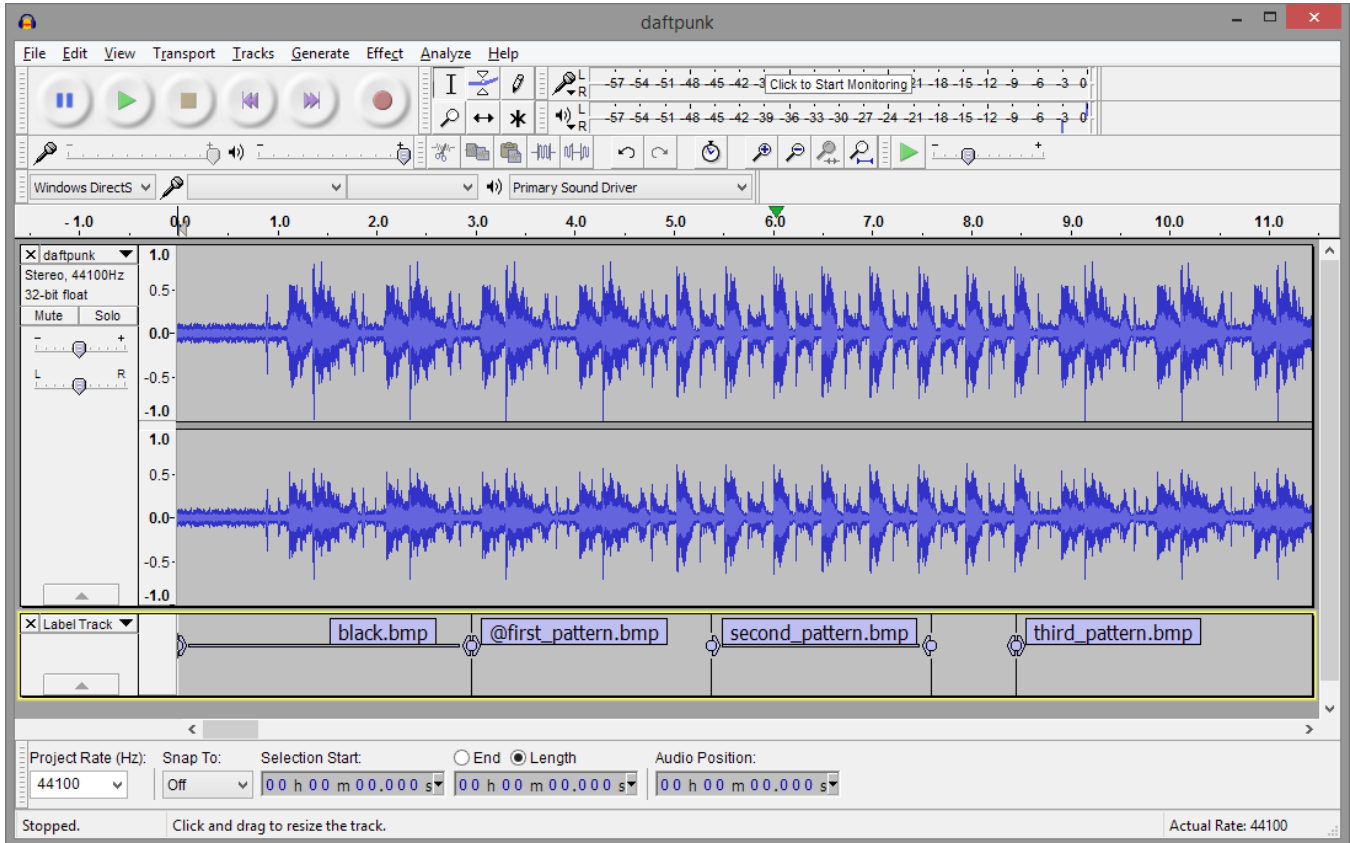 daftpunk
File Edit View Transport Tracks Generate Effect Analyze Help
L
R
-57 -54 -51 -48 -45 -42 -3 Click to Start Monitoring 1 -18 -15 -12 -9 -6 -3 0
L
R
-57 -54 -51 -48 -45 -42 -39 -36 -33 -30 -27 -24 -21 -18 -15 -12 -9 -6 -3 0
- +
Windows DirectS Primary Sound Driver
- 1.0 0.0 1.0 2.0 3.0 4.0 5.0 6.0 7.0 8.0 9.0 10.0 11.0
X daftpunk
Stereo, 44100Hz
32-bit float
Mute Solo
- +
L R
1.0
0.5-
0.0-
-0.5-
-1.0
1.0
0.5-
0.0-
-0.5-
-1.0
X Label Track
black.bmp @first_pattern.bmp second_pattern.bmp third_pattern.bmp
Project Rate (Hz): Snap To: Selection Start: End Length Audio Position:
44100 Off 00 h 00 m 00.000 s 00 h 00 m 00.000 s 00 h 00 m 00.000 s
Stopped. Click and drag to resize the track. Actual Rate: 44100